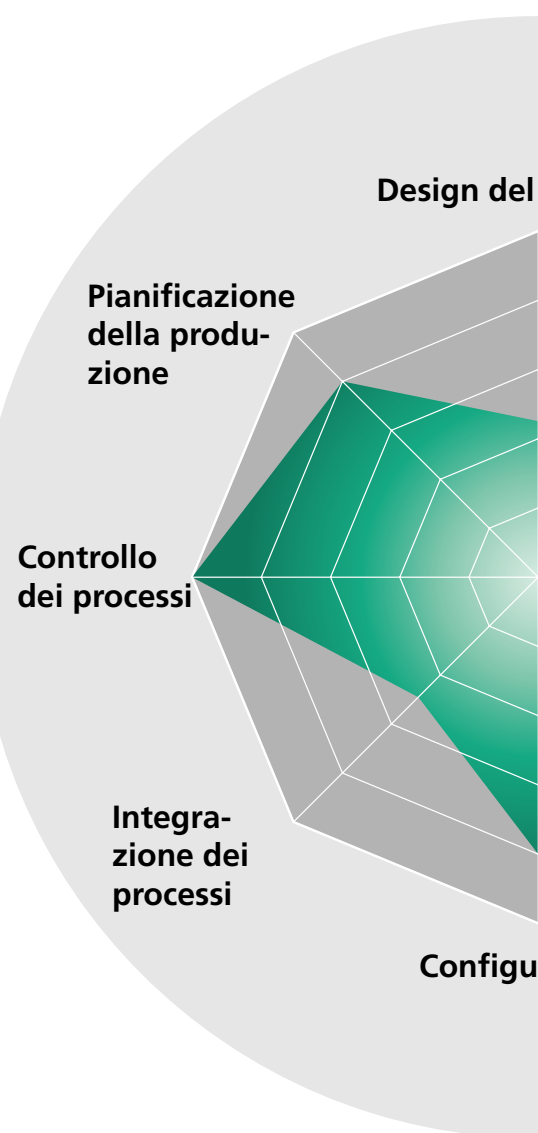 Design del
Pianificazione
della produ-
zione
Controllo
dei processi
Integra-
zione dei
processi
Configu